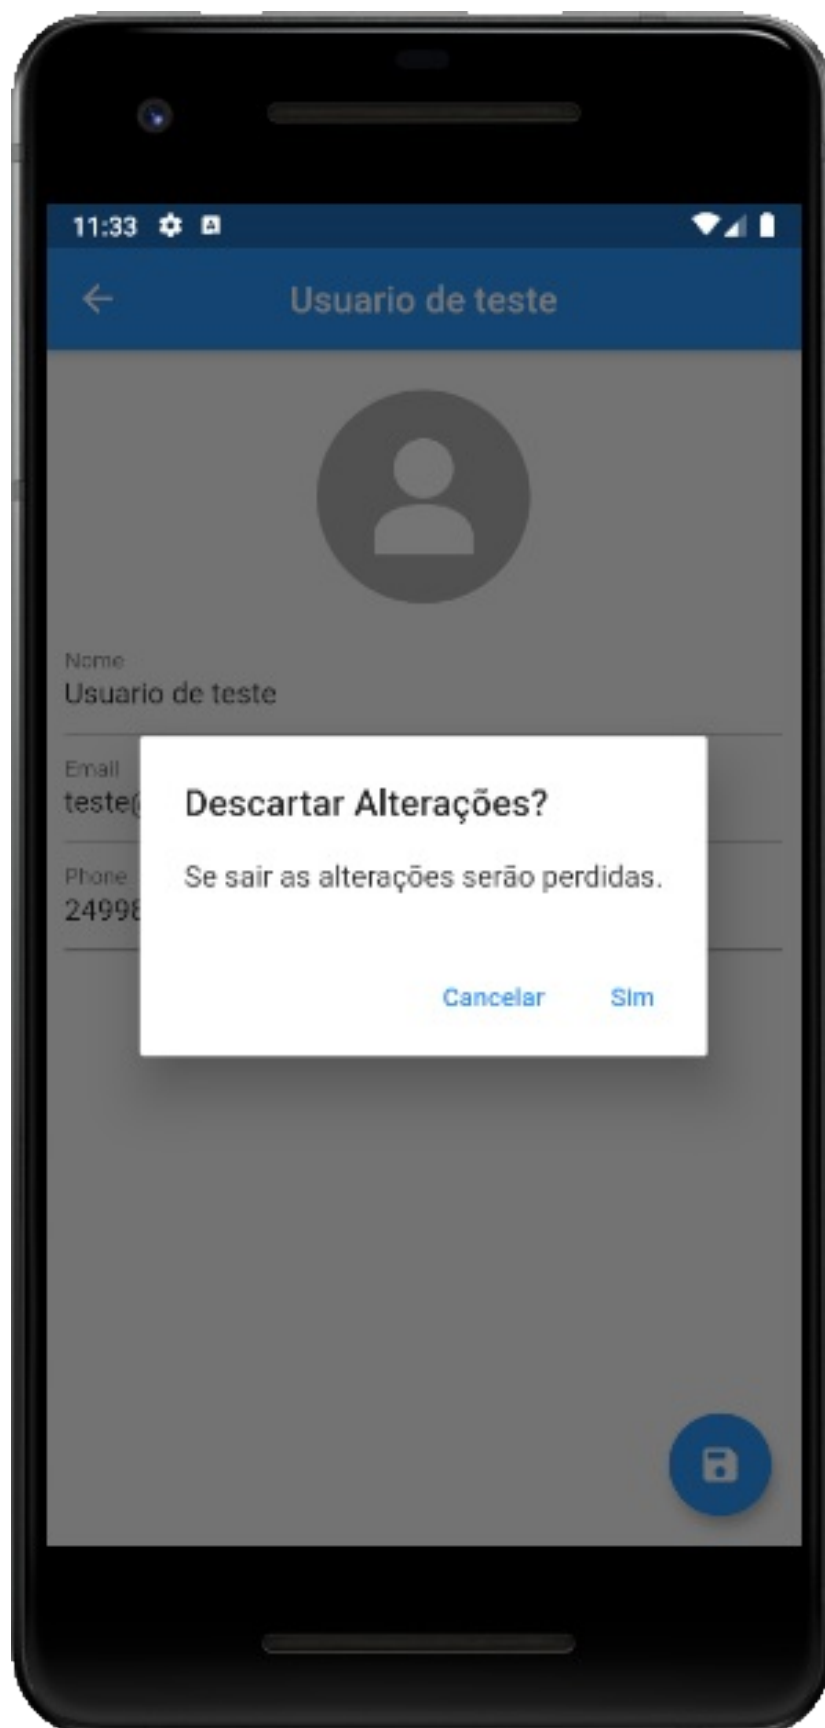 11:33
Usuario de teste
Nome
Usuario de teste
Email
teste@
Phone
24998
Descartar Alterações?
Se sair as alterações serão perdidas.
Cancelar Sim